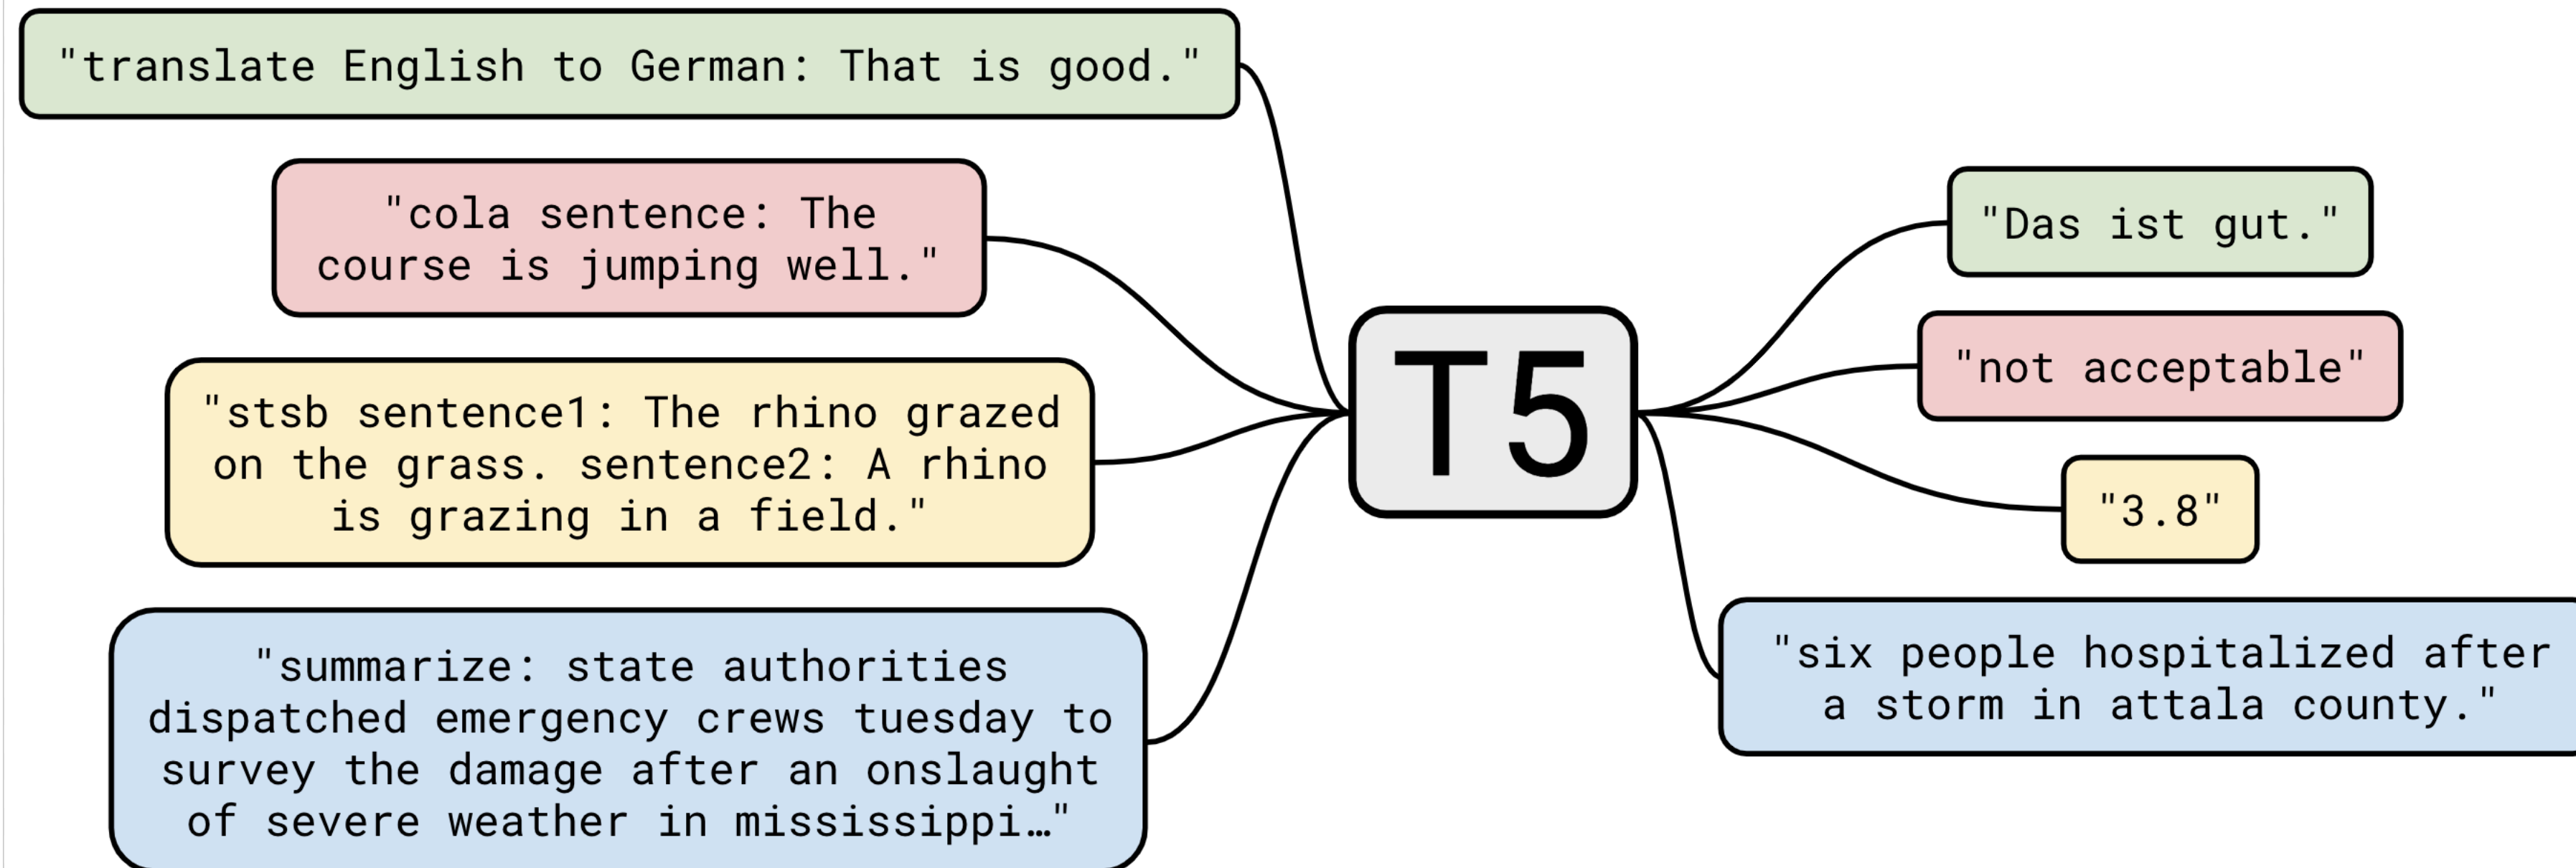 "translate English to German: That is good."
"cola sentence: The
course is jumping well."
"stsb sentence1: The rhino grazed
on the grass. sentence2: A rhino
is grazing in a field."
"summarize: state authorities
dispatched emergency crews tuesday to
survey the damage after an onslaught
of severe weather in mississippi…"
T5
"Das ist gut."
"not acceptable"
"3.8"
"six people hospitalized after
a storm in attala county."